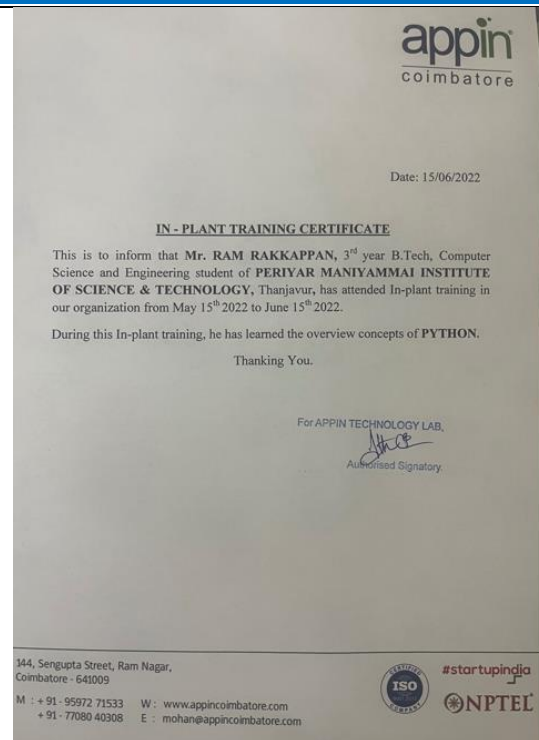 appin
coimbatore
Date: 15/06/2022
IN - PLANT TRAINING CERTIFICATE
This is to inform that Mr. RAM RAKKAPPAN, 3rd year B.Tech, Computer
Science and Engineering student of PERIYAR MANIYAMMAI INSTITUTE
OF SCIENCE & TECHNOLOGY, Thanjavur, has attended In-plant training in
our organization from May 15th 2022 to June 15th 2022.
During this In-plant training, he has learned the overview concepts of PYTHON.
Thanking You.
For APPIN TECHNOLOGY LAB,
Authorised Signatory.
144, Sengupta Street, Ram Nagar,
Coimbatore - 641009
M : + 91 - 95972 71533 W : www.appincoimbatore.com
+ 91 - 77080 40308 E : mohan@appincoimbatore.com
CERTIFIED
ISO
COMPANY
#startupindia
NPTEL